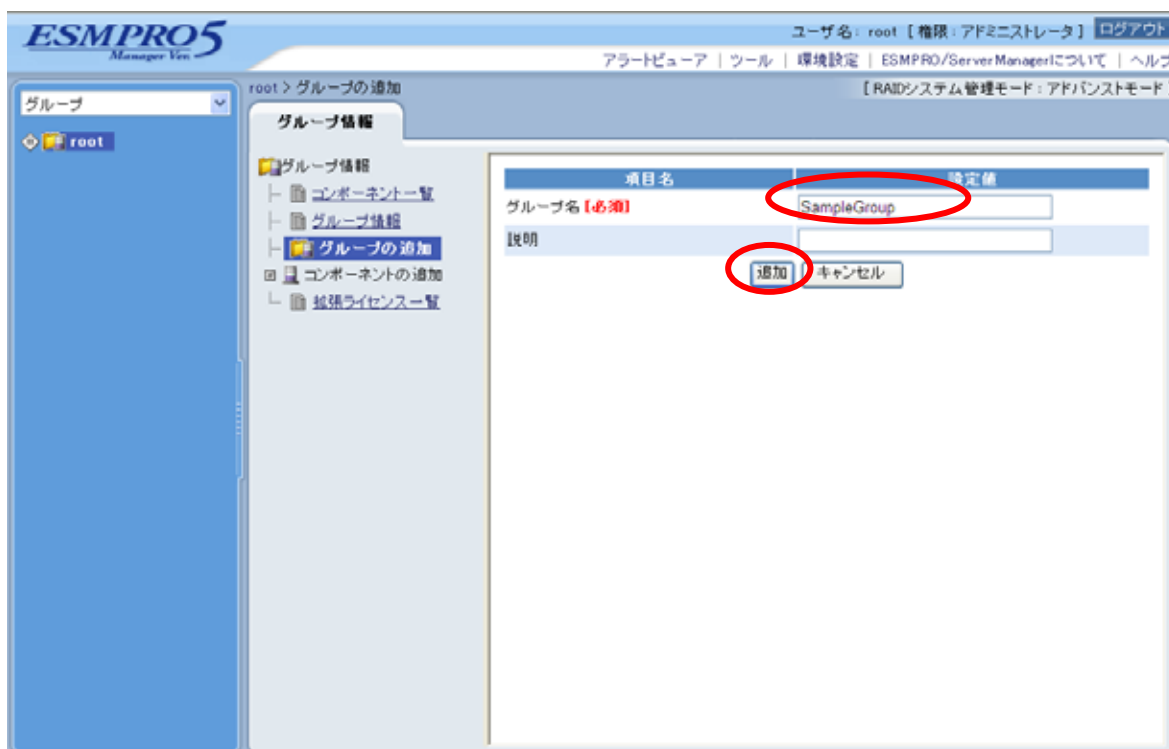 ESMPRO5
Manager Ver.
ユーザ名: root [ 権限 : アドミニストレータ ] ログアウト
アラートビューア | ツール | 環境設定 | ESMPRO/ServerManagerについて | ヘルプ
グループ
root
root > グループの追加
[ RAIDシステム管理モード : アドバンストモード
グループ情報
グループ情報
コンポーネント一覧
グループ情報
グループの追加
コンポーネントの追加
拡張ライセンス一覧
項目名 設定値
グループ名 [必須] SampleGroup
説明
追加 キャンセル